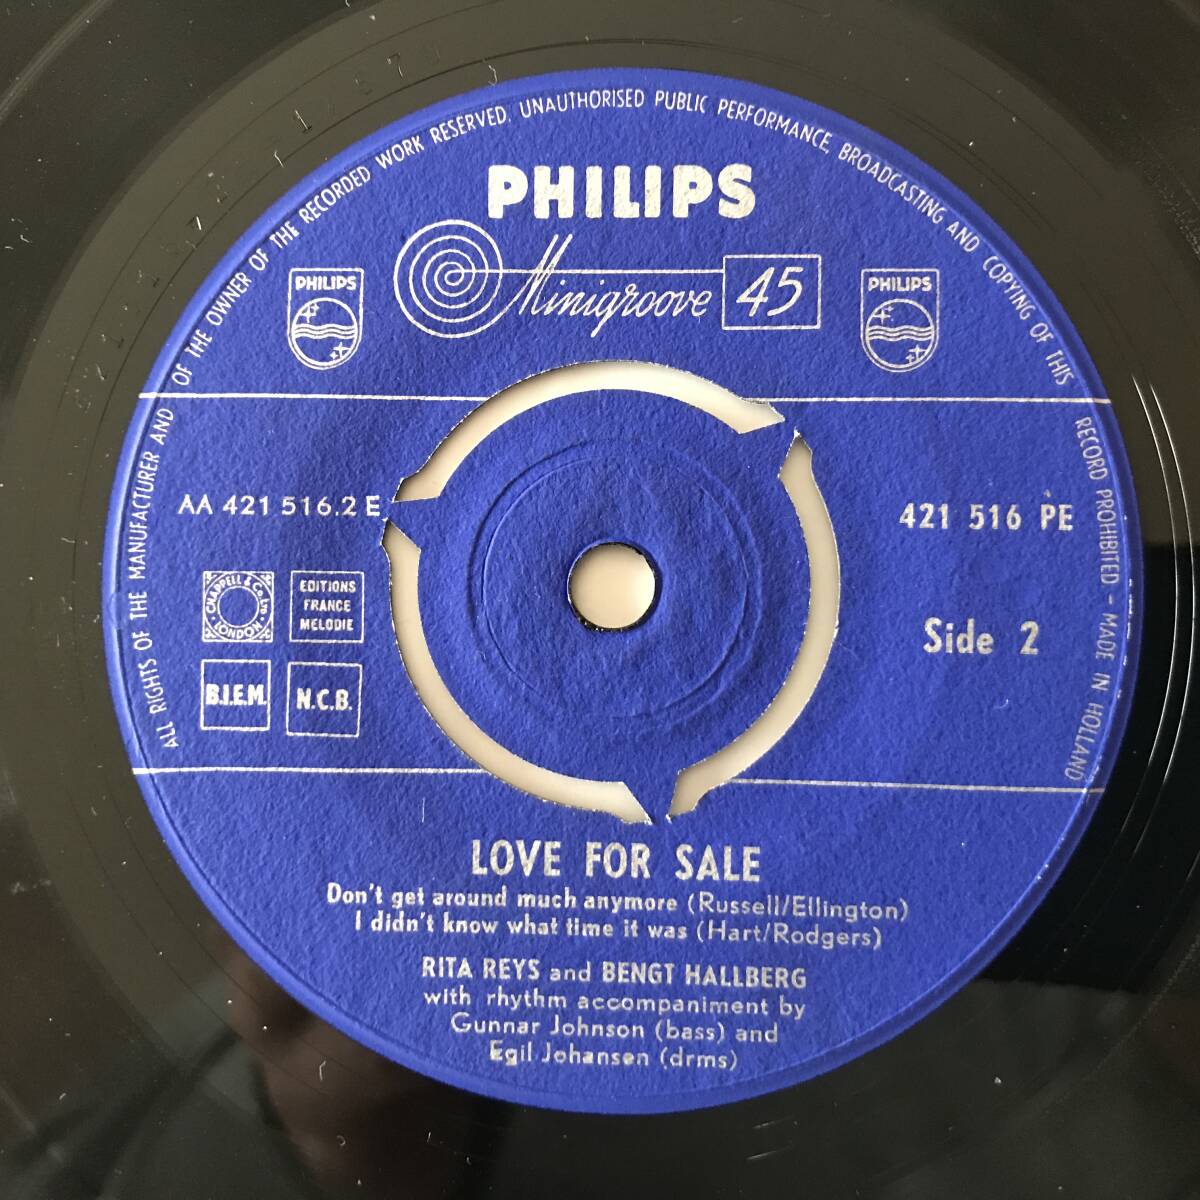 ALL RIGHTS OF THE MANUFACTURER AND OF THE OWNER OF THE RECORDED WORK RESERVED. UNAUTHORISED PUBLIC PERFORMANCE, BROADCASTING AND COPYING OF THIS RECORD PROHIBITED - MADE IN HOLLAND
PHILIPS
Minigroove 45
PHILIPS
PHILIPS
AA 421 516.2 E
421 516 PE
CHAPPELL & Co. Ltd · LONDON ·
EDITIONS
FRANCE
MELODIE
Side 2
B.I.E.M.
N.C.B.
LOVE FOR SALE
Don't get around much anymore (Russell/Ellington)
I didn't know what time it was (Hart/Rodgers)
RITA REYS and BENGT HALLBERG
with rhythm accompaniment by
Gunnar Johnson (bass) and
Egil Johansen (drms)